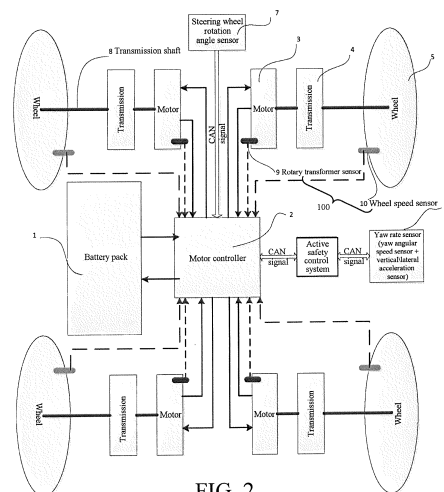 7
Steering wheel
rotation
angle sensor
3
4
5
8 Transmission shaft
Wheel
Transmission
Motor
CAN
signal
Motor
Transmission
Wheel
9 Rotary transformer sensor
10 Wheel speed sensor
100
1
2
Battery pack
Motor controller
CAN
signal
Active
safety
control
system
CAN
signal
Yaw rate sensor
(yaw angular
speed sensor +
vertical/lateral
acceleration
sensor)
Wheel
Transmission
Motor
Motor
Transmission
Wheel
FIG. 2